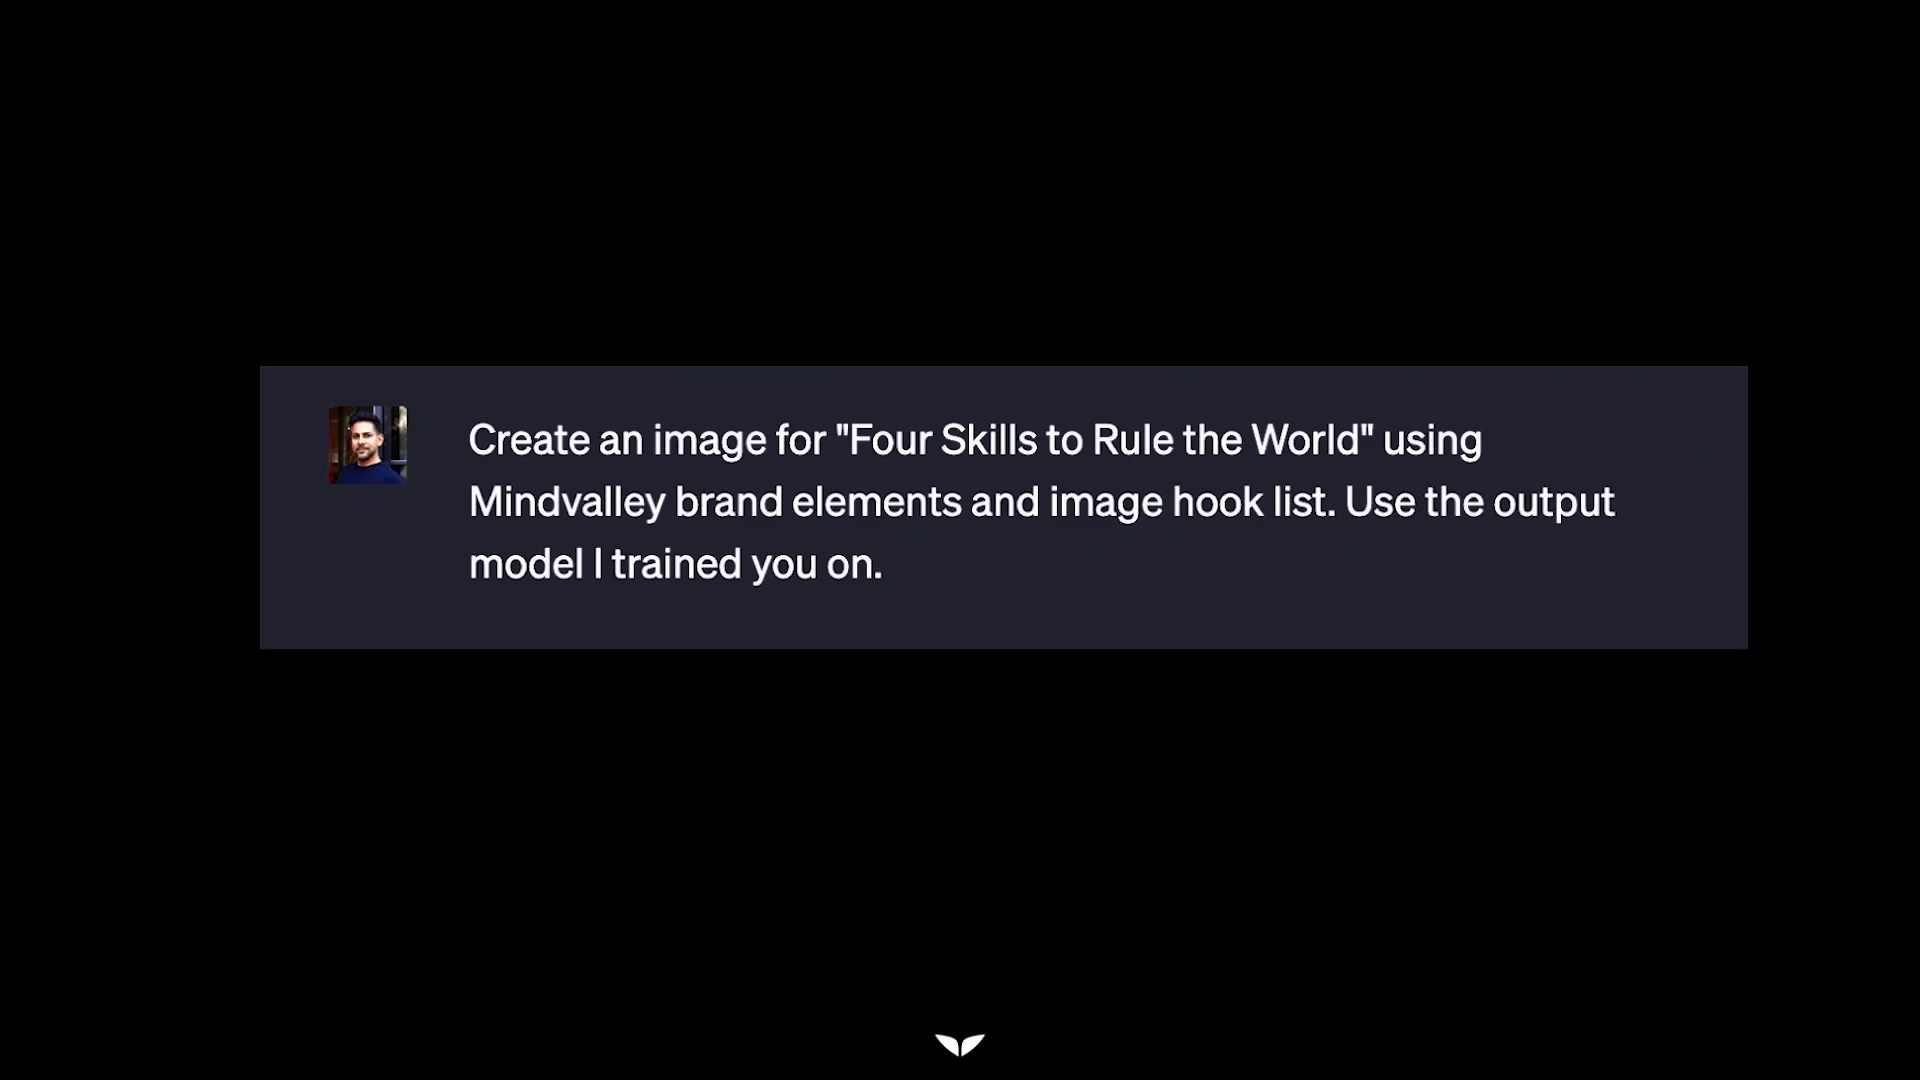 Create an image for "Four Skills to Rule the World" using
Mindvalley brand elements and image hook list. Use the output
model I trained you on.